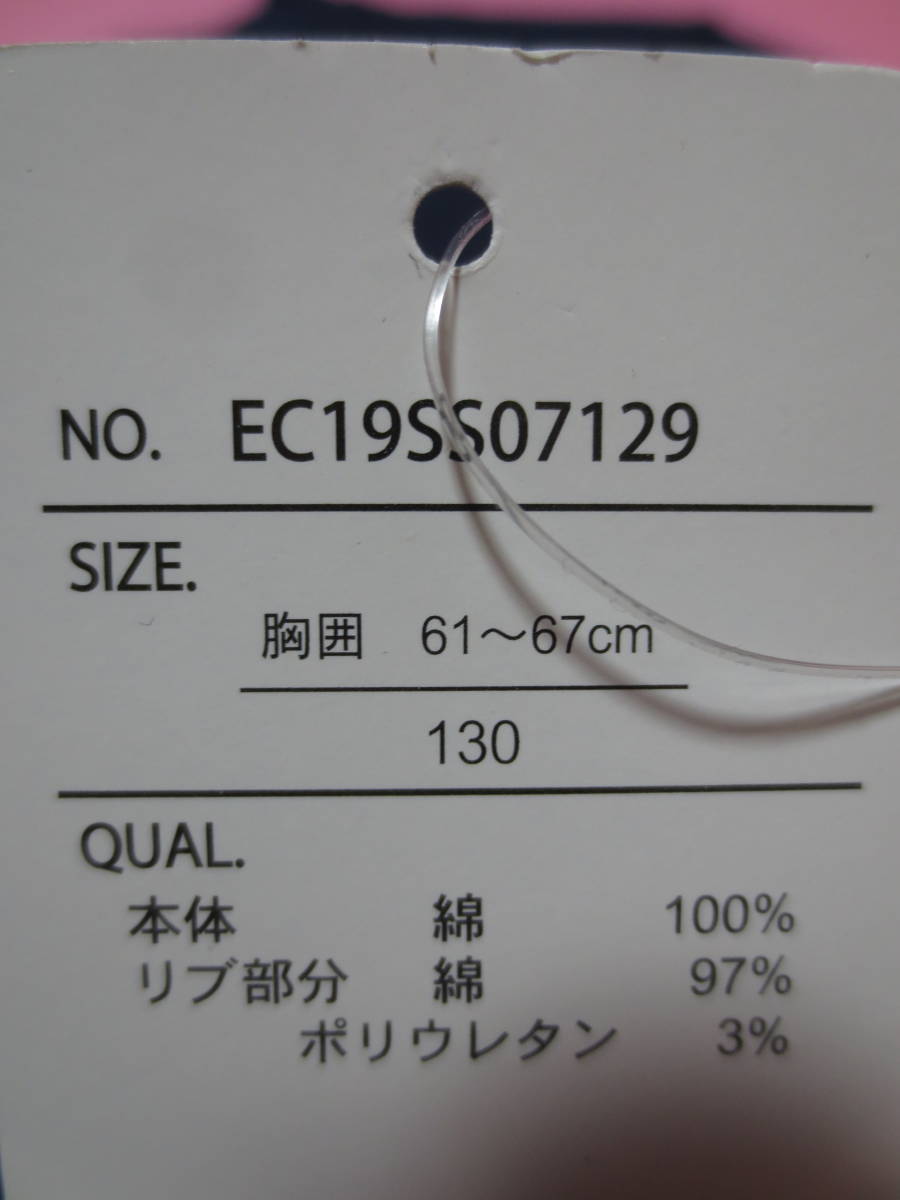 NO. EC19SS07129
SIZE.
胸囲 61～67cm
130
QUAL.
本体 綿 100%
リブ部分 綿 97%
ポリウレタン 3%